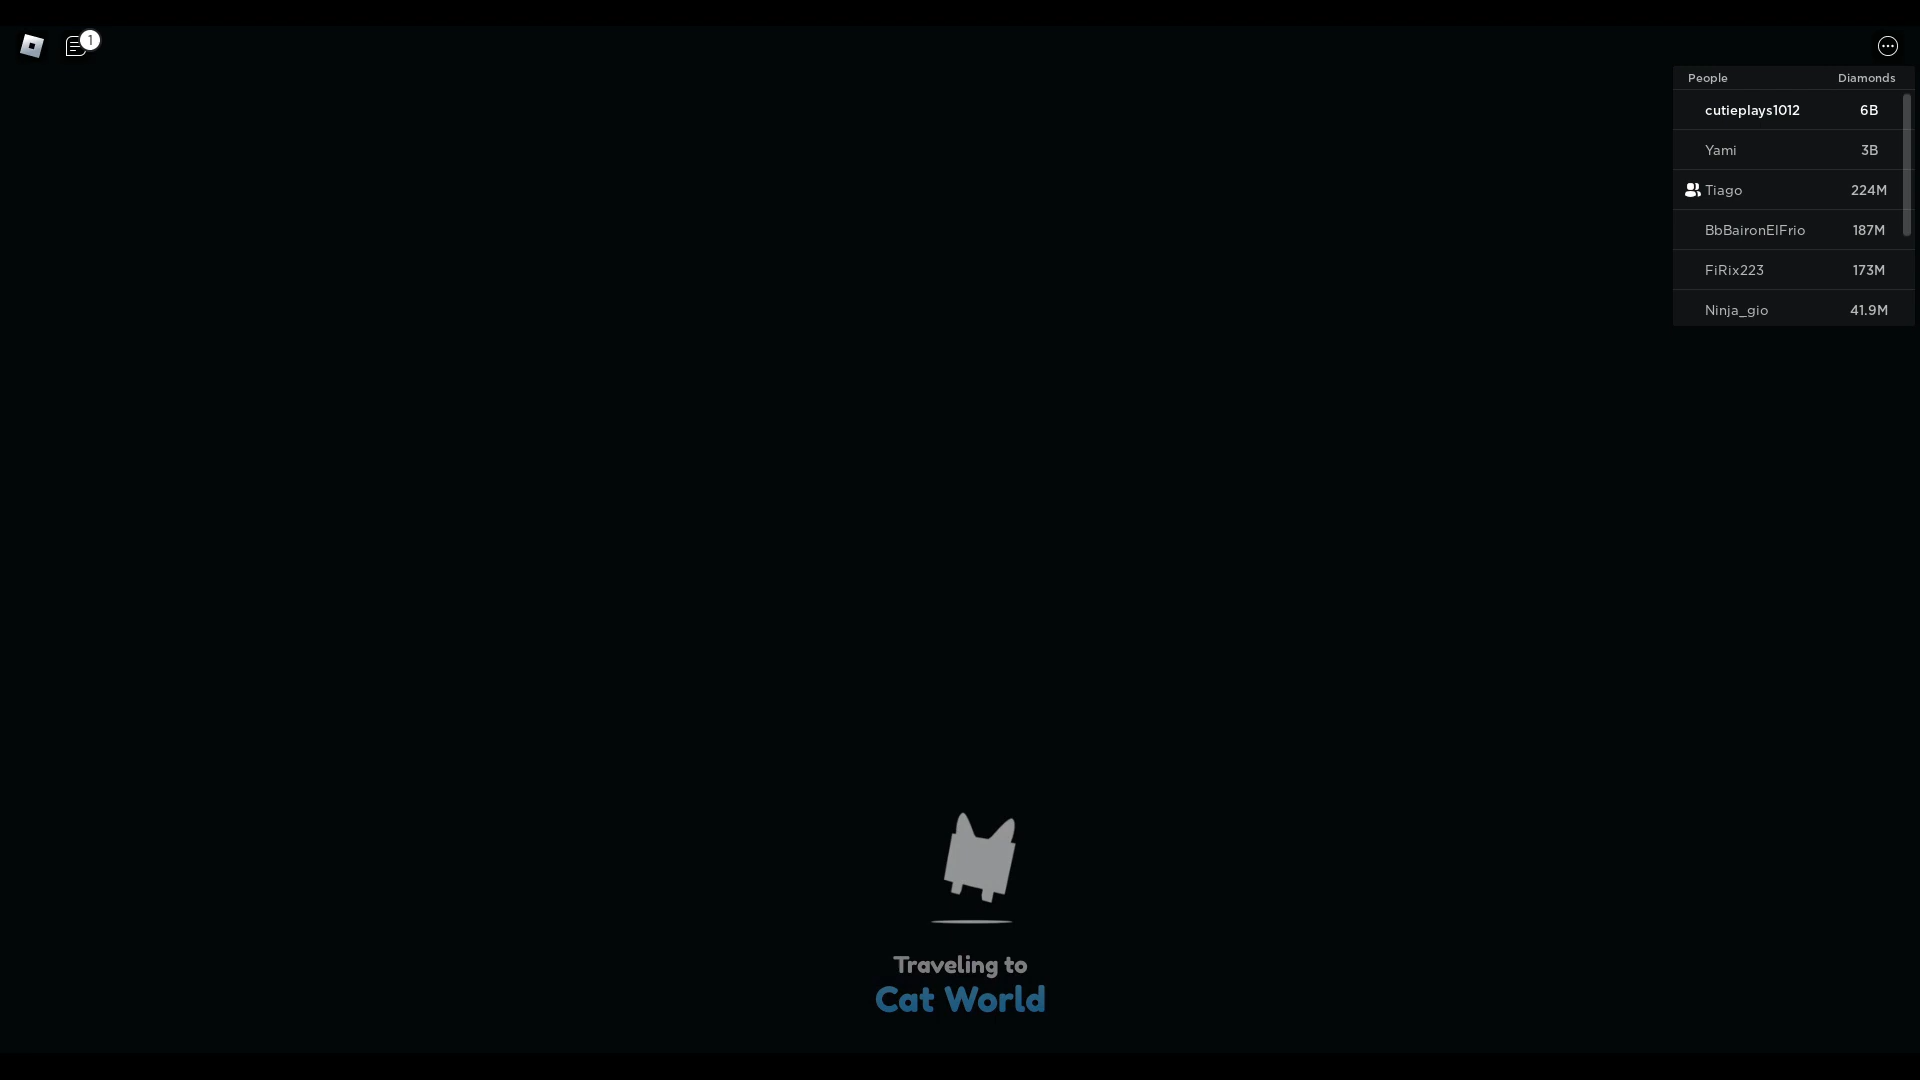 1
People Diamonds
cutieplays1012 6B
Yami 3B
Tiago 224M
BbBaironElFrio 187M
FiRix223 173M
Ninja_gio 41.9M
Traveling to
Cat World